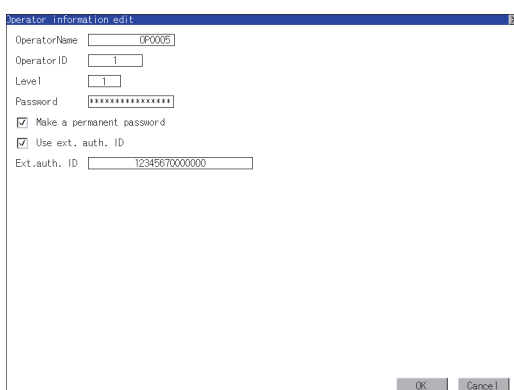 Operator information edit
OperatorName OP0005
OperatorID 1
Level 1
Password ****************
Make a permanent password
Use ext. auth. ID
Ext.auth. ID 12345670000000
OK Cancel